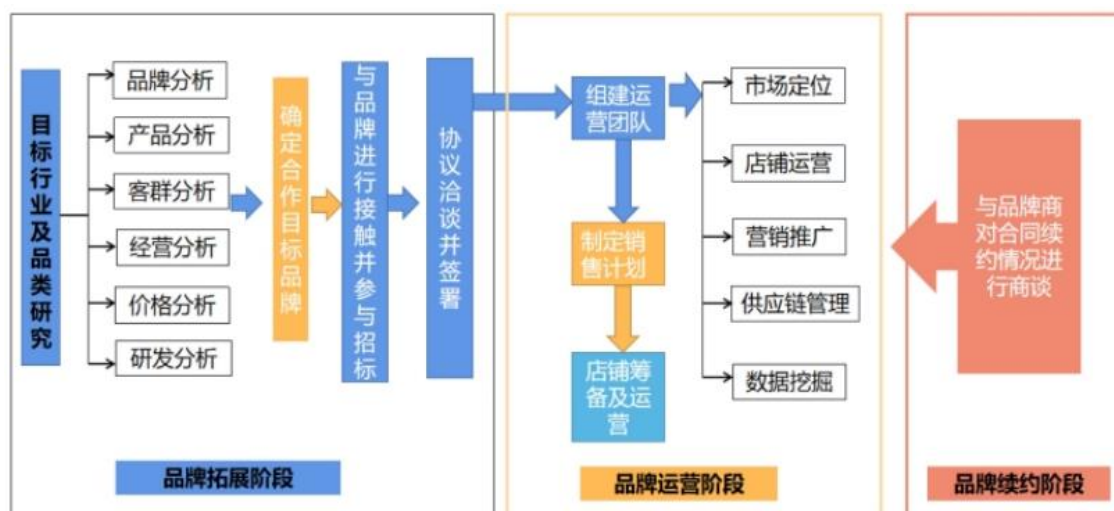 目标行业及品类研究
品牌分析
产品分析
客群分析
经营分析
价格分析
研发分析
确定合作目标品牌
与品牌进行接触并参与招标
协议洽谈并签署
品牌拓展阶段
组建运
营团队
制定销
售计划
店铺筹
备及运
营
市场定位
店铺运营
营销推广
供应链管理
数据挖掘
品牌运营阶段
与品牌商
对合同续
约情况进
行商谈
品牌续约阶段